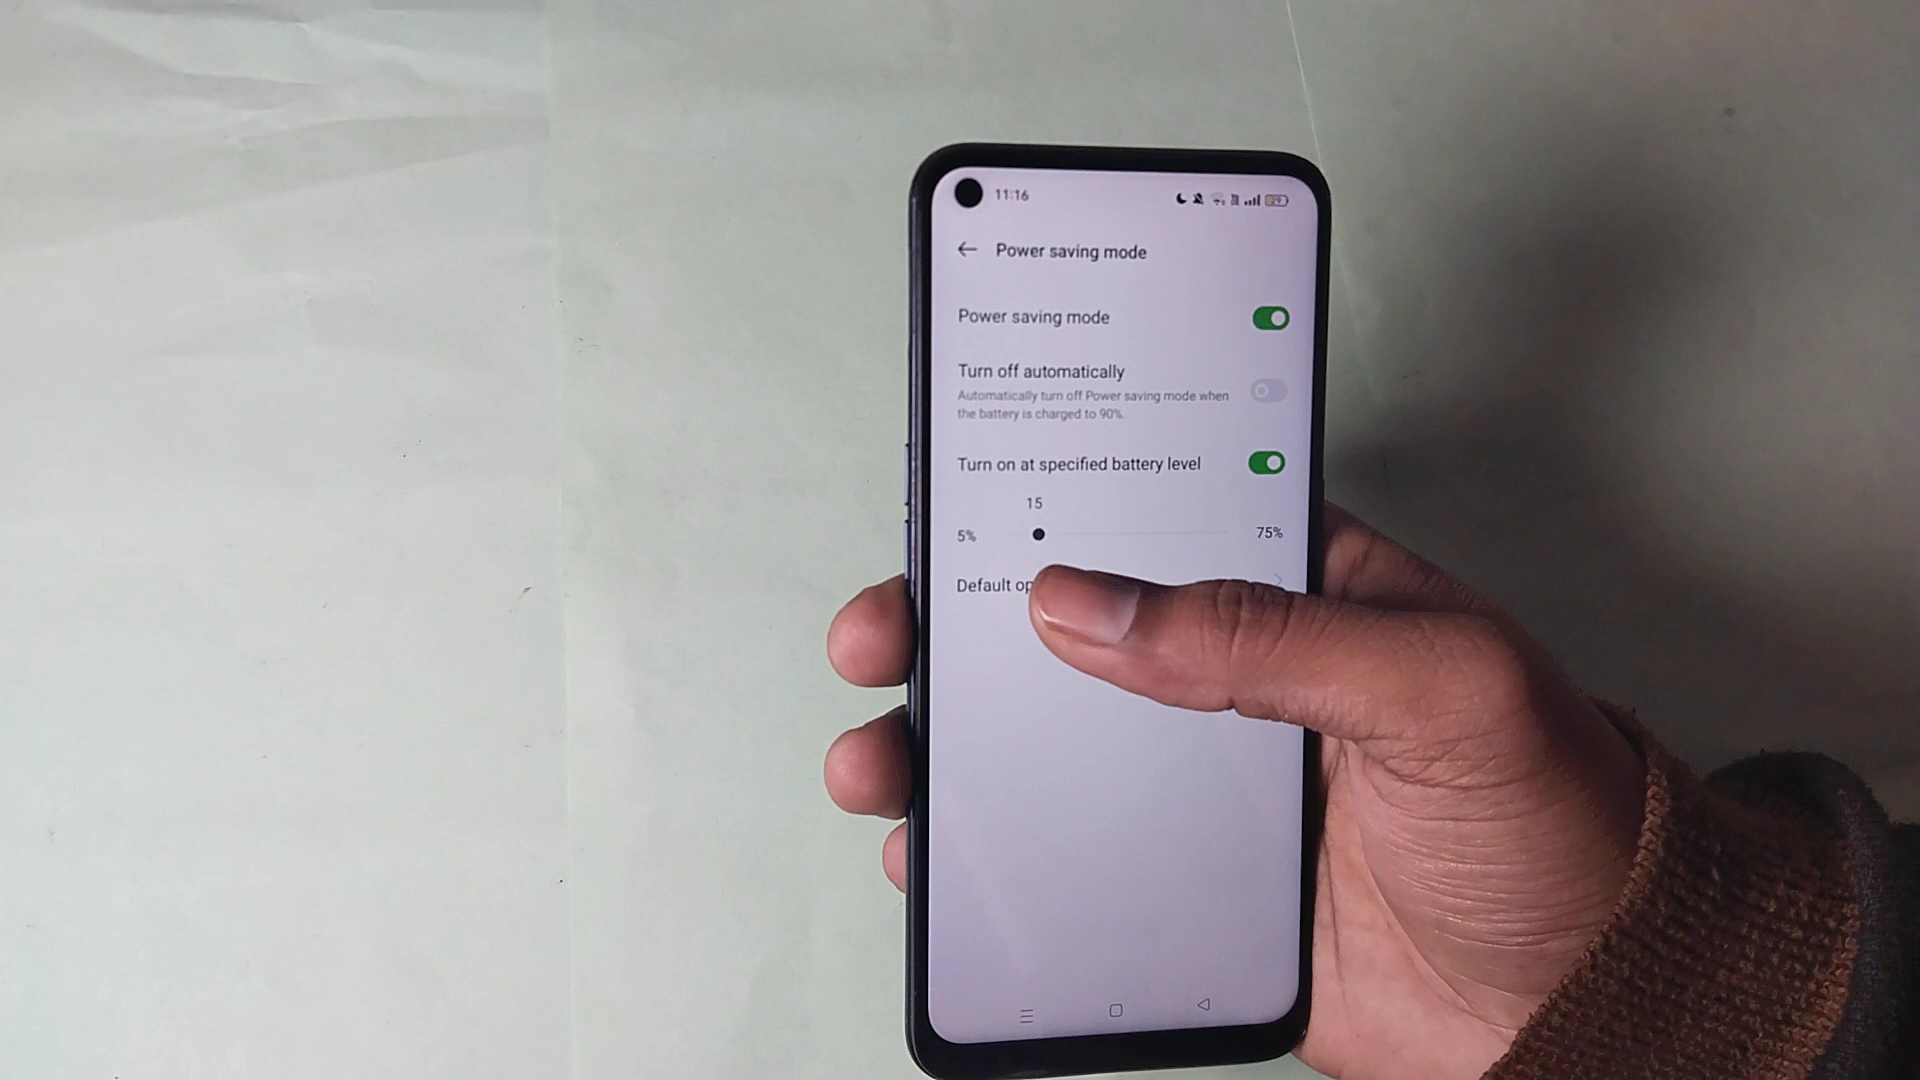 11:16
Power saving mode
Power saving mode
Turn off automatically
Automatically turn off Power saving mode when
the battery is charged to 90%.
Turn on at specified battery level
15
5%
75%
Default